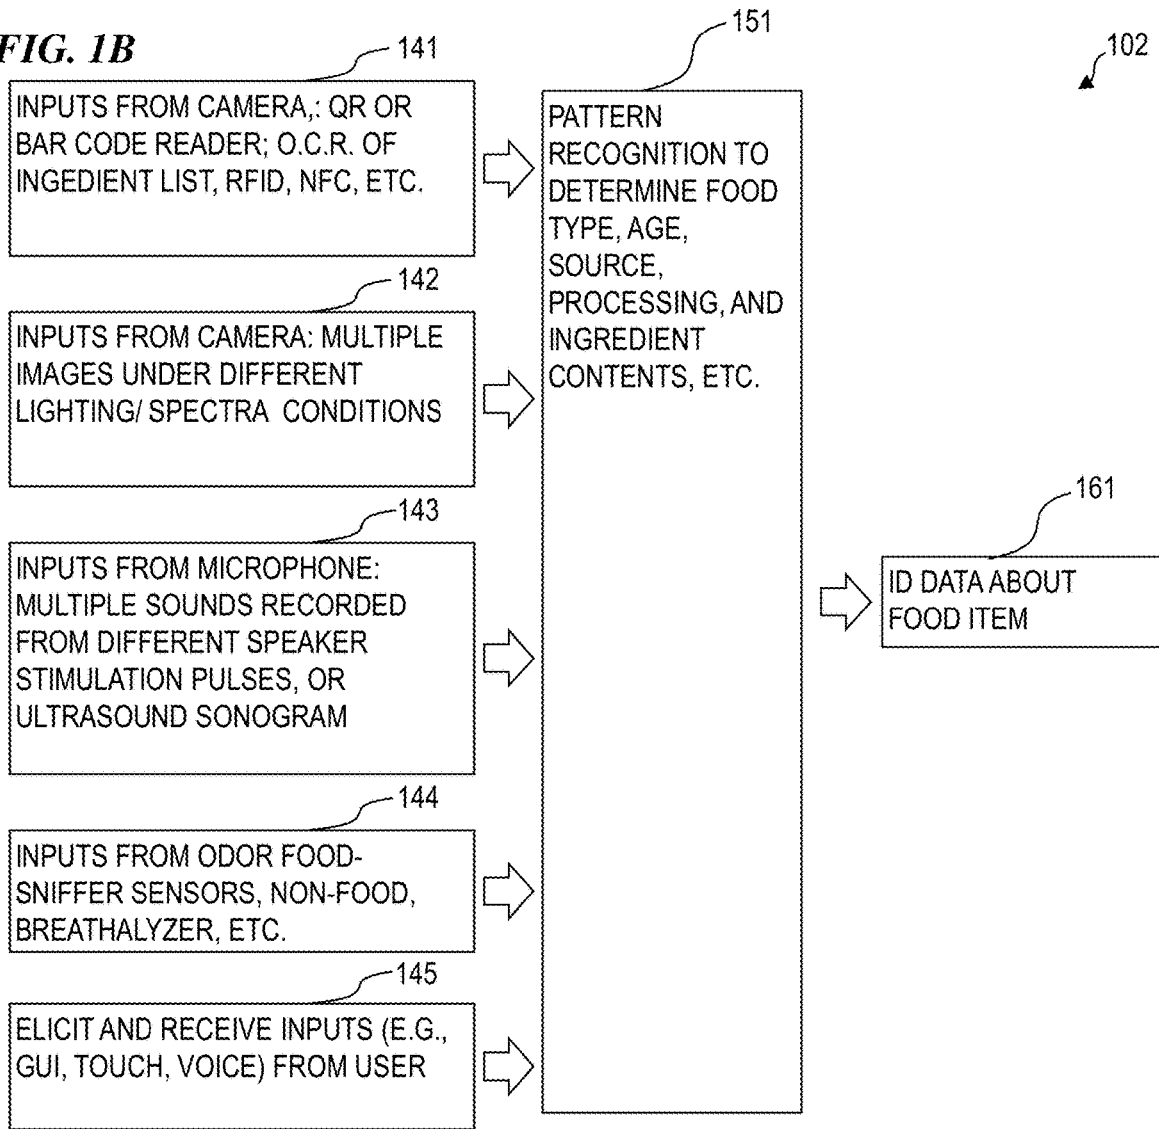 FIG. 1B
141
151
102
INPUTS FROM CAMERA,: QR OR
BAR CODE READER; O.C.R. OF
INGEDIENT LIST, RFID, NFC, ETC.
PATTERN
RECOGNITION TO
DETERMINE FOOD
TYPE, AGE,
SOURCE,
PROCESSING, AND
INGREDIENT
CONTENTS, ETC.
142
INPUTS FROM CAMERA: MULTIPLE
IMAGES UNDER DIFFERENT
LIGHTING/ SPECTRA CONDITIONS
143
INPUTS FROM MICROPHONE:
MULTIPLE SOUNDS RECORDED
FROM DIFFERENT SPEAKER
STIMULATION PULSES, OR
ULTRASOUND SONOGRAM
161
ID DATA ABOUT
FOOD ITEM
144
INPUTS FROM ODOR FOOD-
SNIFFER SENSORS, NON-FOOD,
BREATHALYZER, ETC.
145
ELICIT AND RECEIVE INPUTS (E.G.,
GUI, TOUCH, VOICE) FROM USER